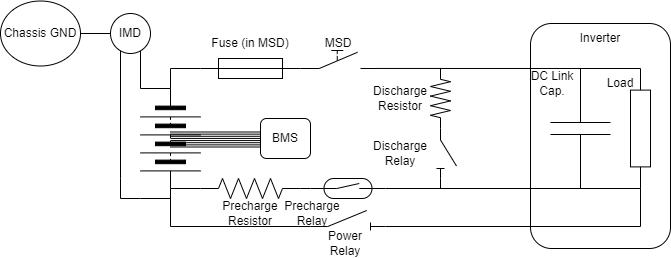 Chassis GND
IMD
Fuse (in MSD)
MSD
Inverter
DC Link
Cap.
Load
Discharge
Resistor
BMS
Discharge
Relay
Precharge
Resistor
Precharge
Relay
Power
Relay